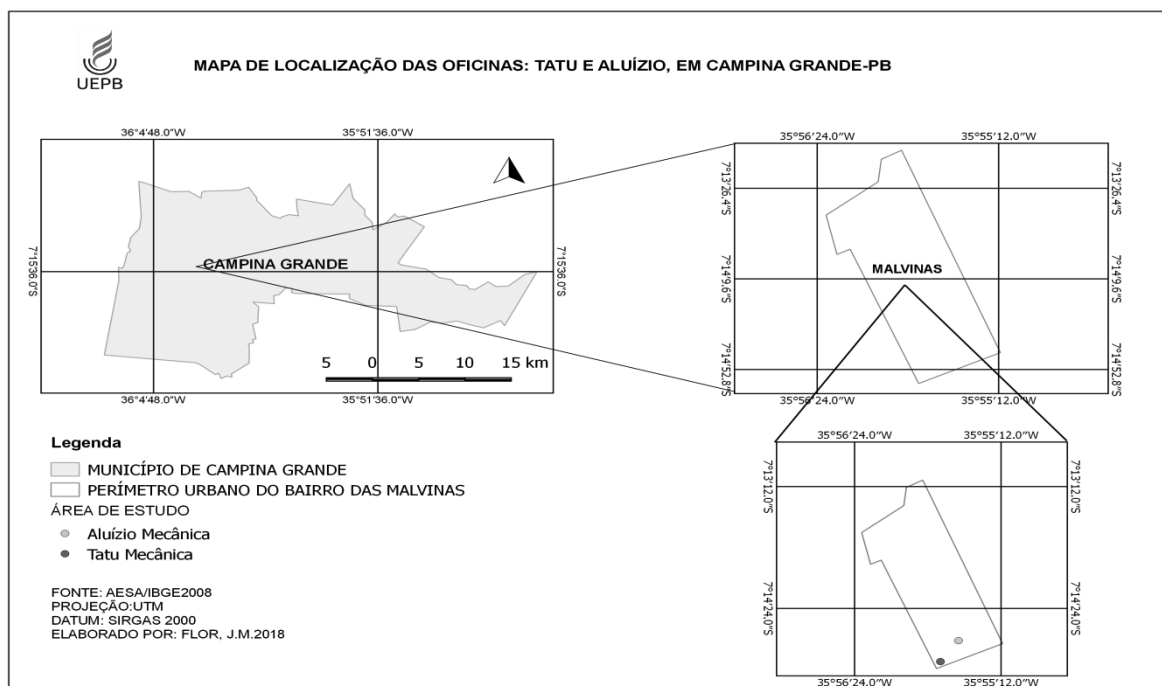 UEPB
MAPA DE LOCALIZAÇÃO DAS OFICINAS: TATU E ALUÍZIO, EM CAMPINA GRANDE-PB
36°4'48.0"W 35°51'36.0"W
7°15'36.0"S
CAMPINA GRANDE
7°15'36.0"S
5 0 5 10 15 km
36°4'48.0"W 35°51'36.0"W
35°56'24.0"W 35°55'12.0"W
7°13'26.4"S 7°13'26.4"S
MALVINAS
7°14'9.6"S 7°14'9.6"S
7°14'52.8"S 7°14'52.8"S
35°56'24.0"W 35°55'12.0"W
35°56'24.0"W 35°55'12.0"W
7°13'12.0"S 7°13'12.0"S
7°14'24.0"S 7°14'24.0"S
35°56'24.0"W 35°55'12.0"W
Legenda
MUNICÍPIO DE CAMPINA GRANDE
PERÍMETRO URBANO DO BAIRRO DAS MALVINAS
ÁREA DE ESTUDO
Aluízio Mecânica
Tatu Mecânica
FONTE: AESA/IBGE2008
PROJEÇÃO:UTM
DATUM: SIRGAS 2000
ELABORADO POR: FLOR, J.M.2018